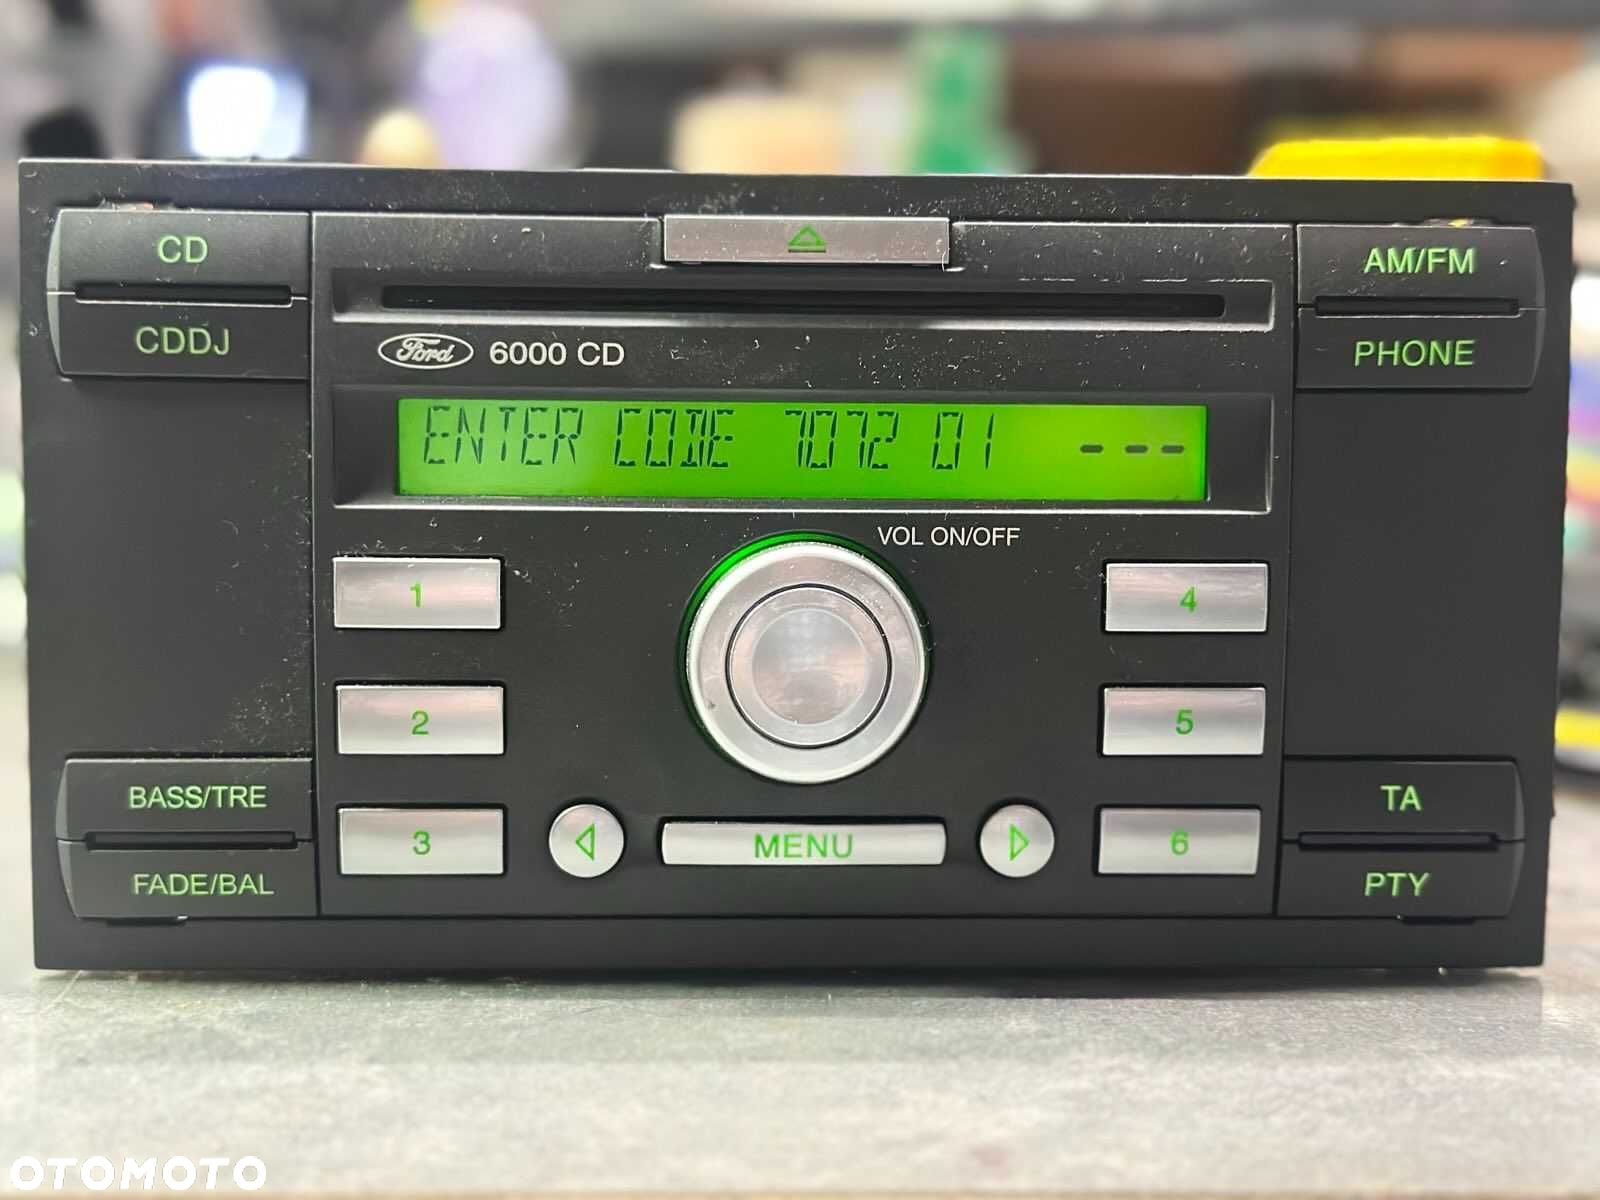 CD
CDDJ
AM/FM
PHONE
Ford 6000 CD
ENTER CODE 7072 01 ---
VOL ON/OFF
1
4
2
5
3
MENU
6
BASS/TRE
FADE/BAL
TA
PTY
OTOMOTO